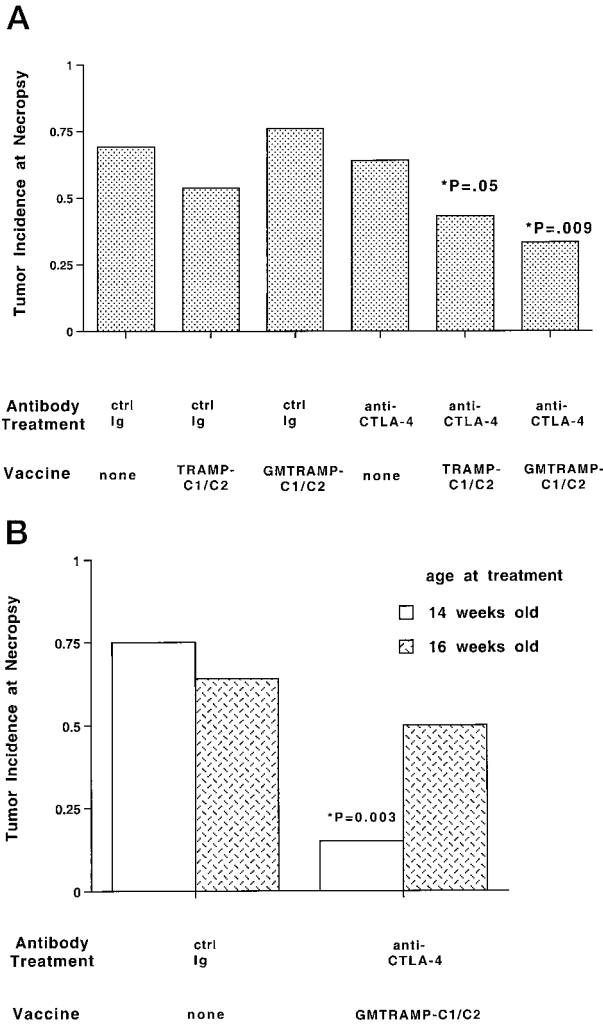 A
Tumor Incidence at Necropsy
1
0.75
0.5
0.25
0
*P=.05
*P=.009
Antibody Treatment
ctrl Ig
ctrl Ig
ctrl Ig
anti-CTLA-4
anti-CTLA-4
anti-CTLA-4
Vaccine
none
TRAMP-C1/C2
GMTRAMP-C1/C2
none
TRAMP-C1/C2
GMTRAMP-C1/C2
B
Tumor Incidence at Necropsy
1
0.75
0.5
0.25
0
age at treatment
14 weeks old
16 weeks old
*P=0.003
Antibody Treatment
ctrl Ig
anti-CTLA-4
Vaccine
none
GMTRAMP-C1/C2